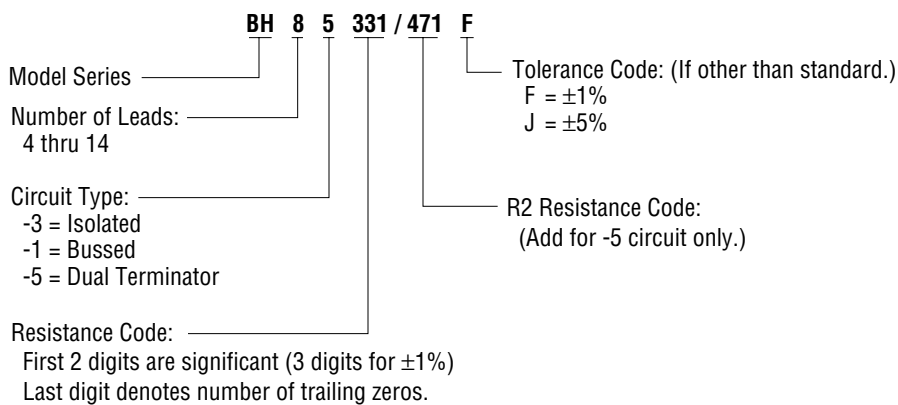 BH 8 5 331 / 471 F
Model Series
Number of Leads:
4 thru 14
Circuit Type:
-3 = Isolated
-1 = Bussed
-5 = Dual Terminator
Resistance Code:
First 2 digits are significant (3 digits for ±1%)
Last digit denotes number of trailing zeros.
Tolerance Code: (If other than standard.)
F = ±1%
J = ±5%
R2 Resistance Code:
(Add for -5 circuit only.)